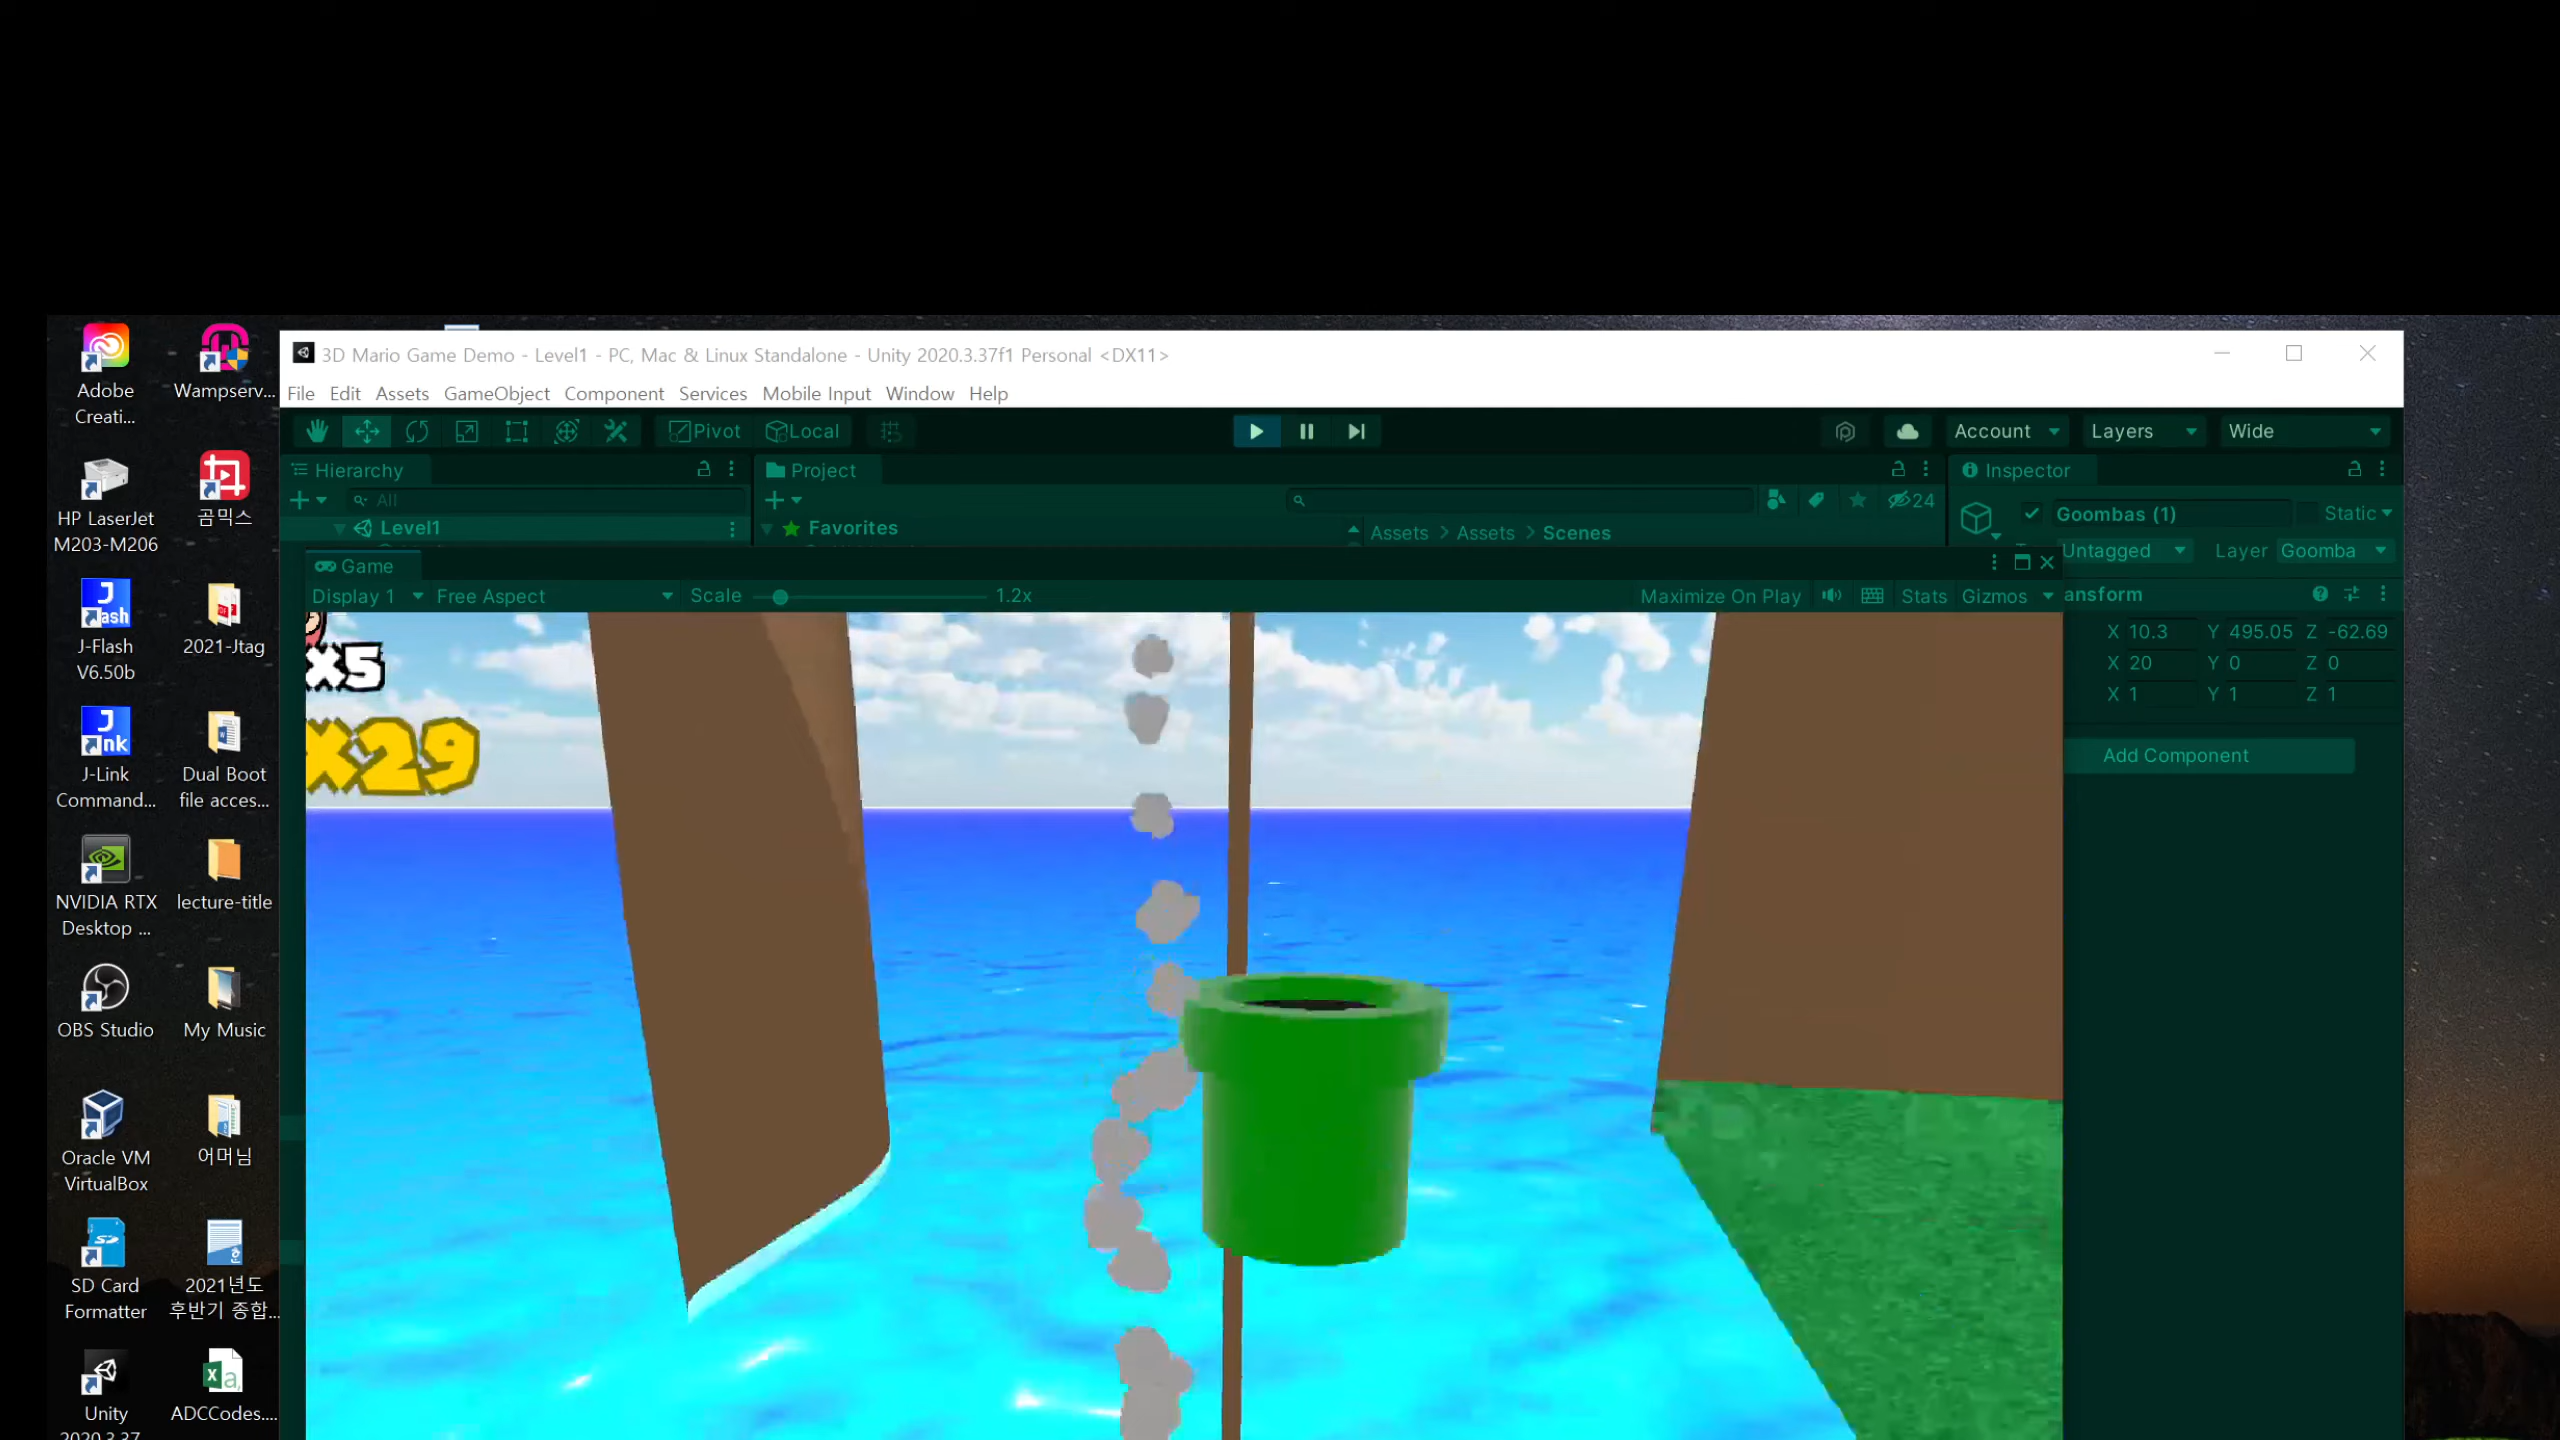 Adobe
Creati...
Wampserv...
HP LaserJet
M203-M206
곰믹스
J-Flash
V6.50b
2021-Jtag
J-Link
Command...
Dual Boot
file acces...
NVIDIA RTX
Desktop ...
lecture-title
OBS Studio
My Music
Oracle VM
VirtualBox
어머님
SD Card
Formatter
2021년도
후반기 종합...
Unity
2020.3.37
ADCCodes....
3D Mario Game Demo - Level1 - PC, Mac & Linux Standalone - Unity 2020.3.37f1 Personal <DX11>
File Edit Assets GameObject Component Services Mobile Input Window Help
Pivot Local Account Layers Wide
Hierarchy Project Inspector
All 24
Level1 Favorites Assets > Assets > Scenes Goombas (1) Static
Game Untagged Layer Goomba
Display 1 Free Aspect Scale 1.2x Maximize On Play Stats Gizmos ansform
X 10.3 Y 495.05 Z -62.69
X 20 Y 0 Z 0
X 1 Y 1 Z 1
Add Component
X5
X29